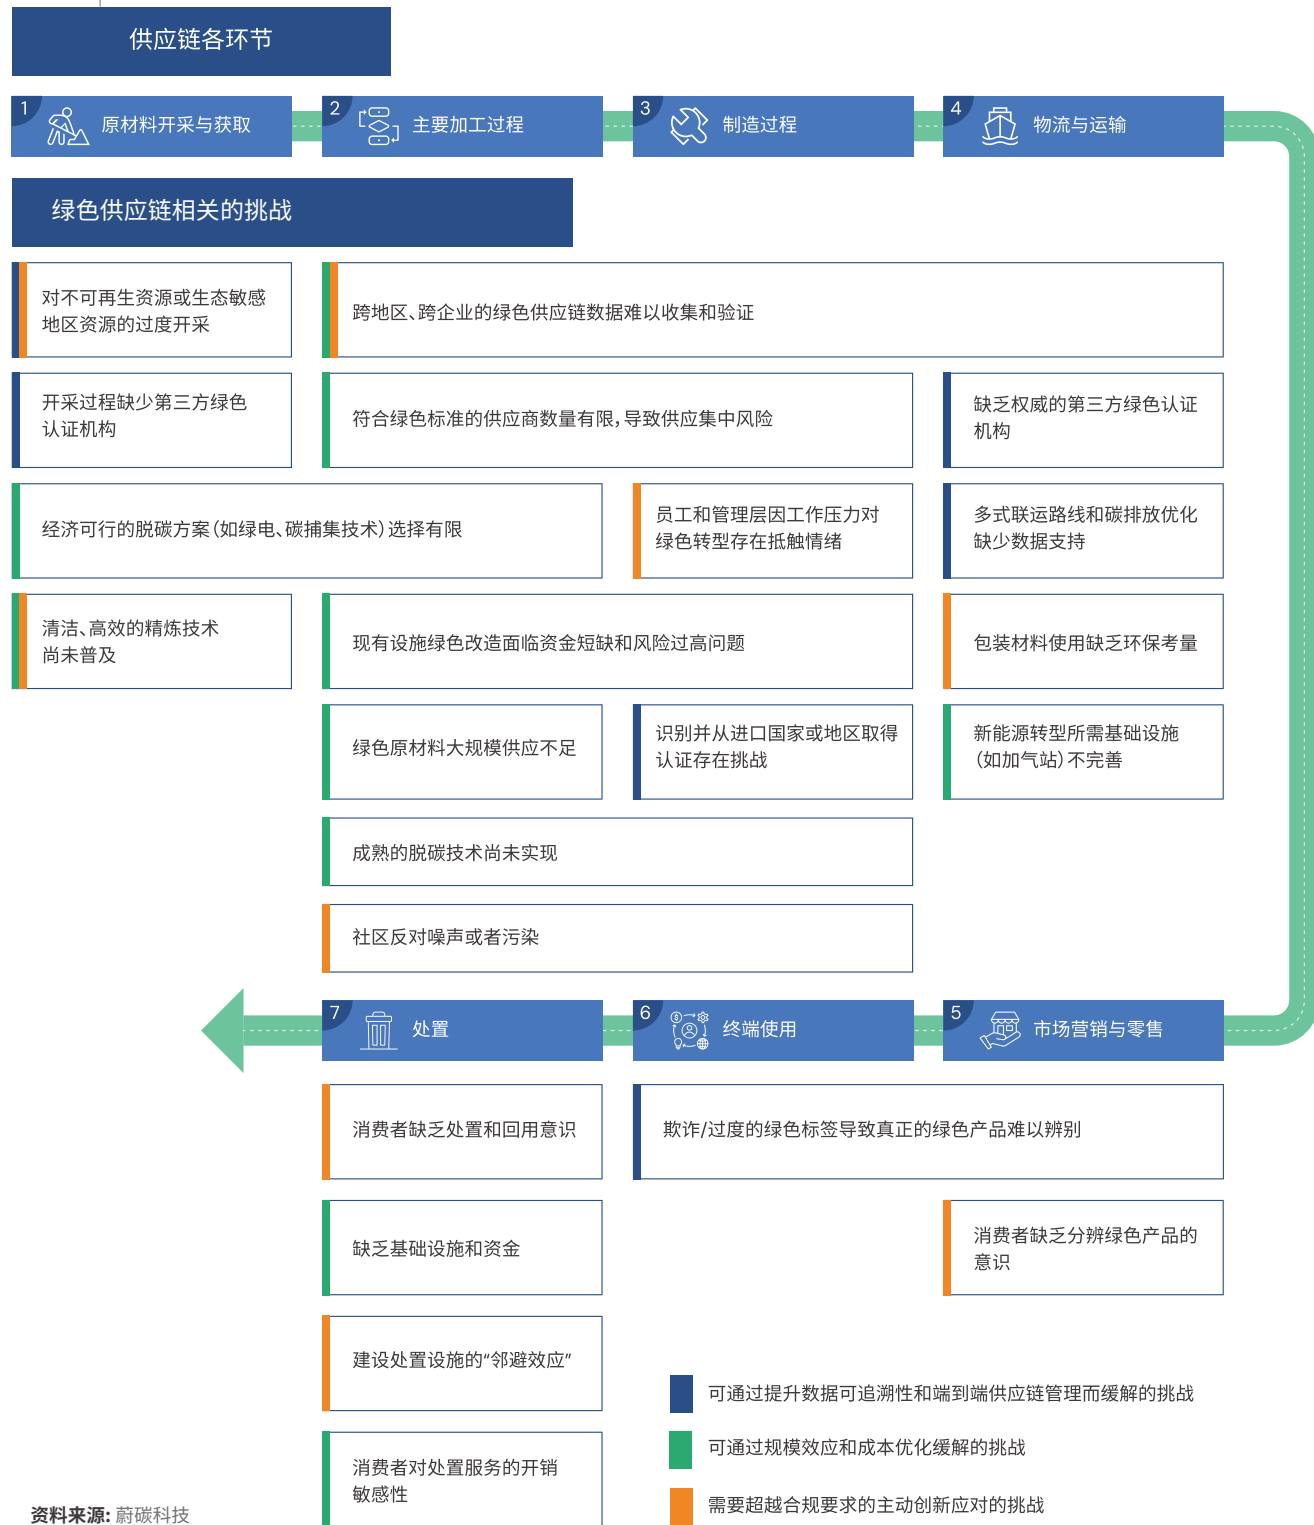 供应链各环节
1 原材料开采与获取
2 主要加工过程
3 制造过程
4 物流与运输
绿色供应链相关的挑战
对不可再生资源或生态敏感
地区资源的过度开采
跨地区、跨企业的绿色供应链数据难以收集和验证
开采过程缺少第三方绿色
认证机构
符合绿色标准的供应商数量有限,导致供应集中风险
缺乏权威的第三方绿色认证
机构
经济可行的脱碳方案(如绿电、碳捕集技术)选择有限
员工和管理层因工作压力对
绿色转型存在抵触情绪
多式联运路线和碳排放优化
缺少数据支持
清洁、高效的精炼技术
尚未普及
现有设施绿色改造面临资金短缺和风险过高问题
包装材料使用缺乏环保考量
绿色原材料大规模供应不足
识别并从进口国家或地区取得
认证存在挑战
新能源转型所需基础设施
(如加气站)不完善
成熟的脱碳技术尚未实现
社区反对噪声或者污染
7 处置
6 终端使用
5 市场营销与零售
消费者缺乏处置和回用意识
欺诈/过度的绿色标签导致真正的绿色产品难以辨别
缺乏基础设施和资金
消费者缺乏分辨绿色产品的
意识
建设处置设施的“邻避效应”
消费者对处置服务的开销
敏感性
可通过提升数据可追溯性和端到端供应链管理而缓解的挑战
可通过规模效应和成本优化缓解的挑战
需要超越合规要求的主动创新应对的挑战
资料来源: 蔚碳科技